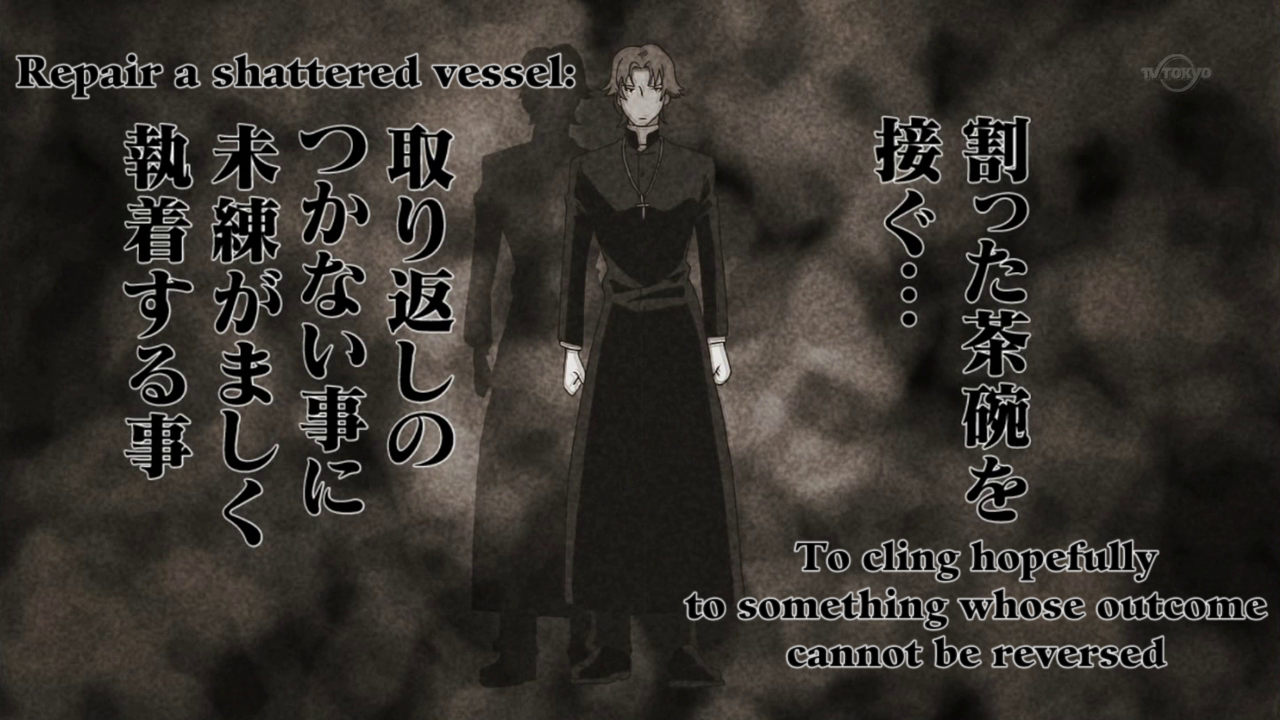 Repair a shattered vessel:
TV TOKYO
割った茶碗を
接ぐ…
取り返しの
つかない事に
未練がましく
執着する事
To cling hopefully
to something whose outcome
cannot be reversed